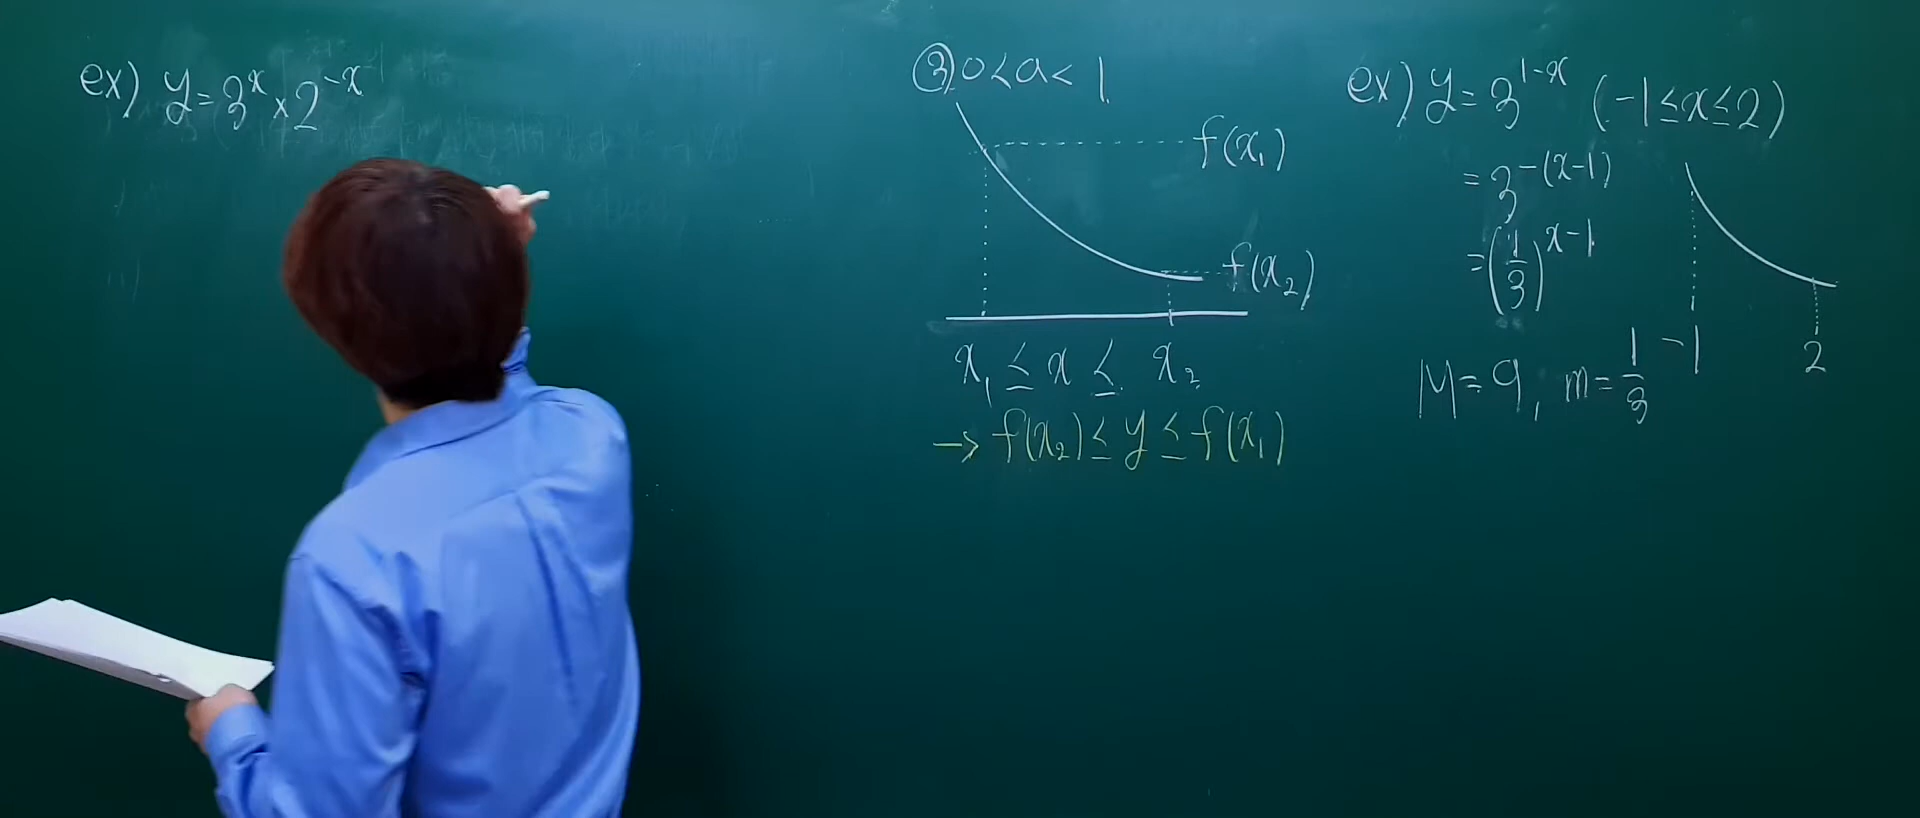 ex) y=3^x × 2^{-x}
③ 0<a<1
f(x₁)
f(x₂)
x₁ ≤ x ≤ x₂
→ f(x₂) ≤ y ≤ f(x₁)
ex) y=3^{1-x} (-1≤x≤2)
=3^{-(x-1)}
=(1/3)^{x-1}
-1 2
M=9, m=1/3